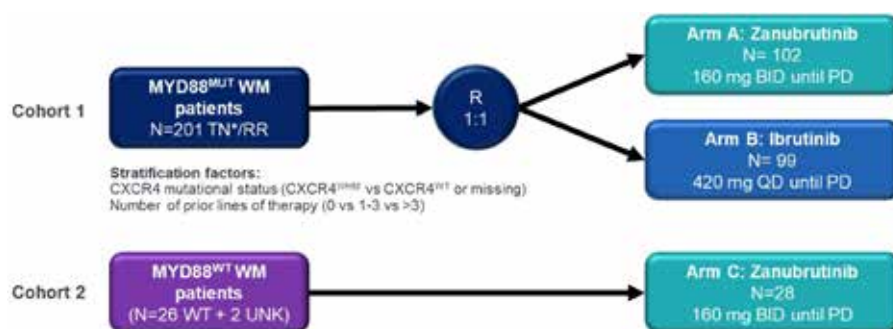 Cohort 1
MYD88MUT WM
patients
N=201 TN*/RR
R
1:1
Arm A: Zanubrutinib
N= 102
160 mg BID until PD
Arm B: Ibrutinib
N= 99
420 mg QD until PD
Stratification factors:
CXCR4 mutational status (CXCR4WHIM vs CXCR4WT or missing)
Number of prior lines of therapy (0 vs 1-3 vs >3)
Cohort 2
MYD88WT WM
patients
(N=26 WT + 2 UNK)
Arm C: Zanubrutinib
N=28
160 mg BID until PD